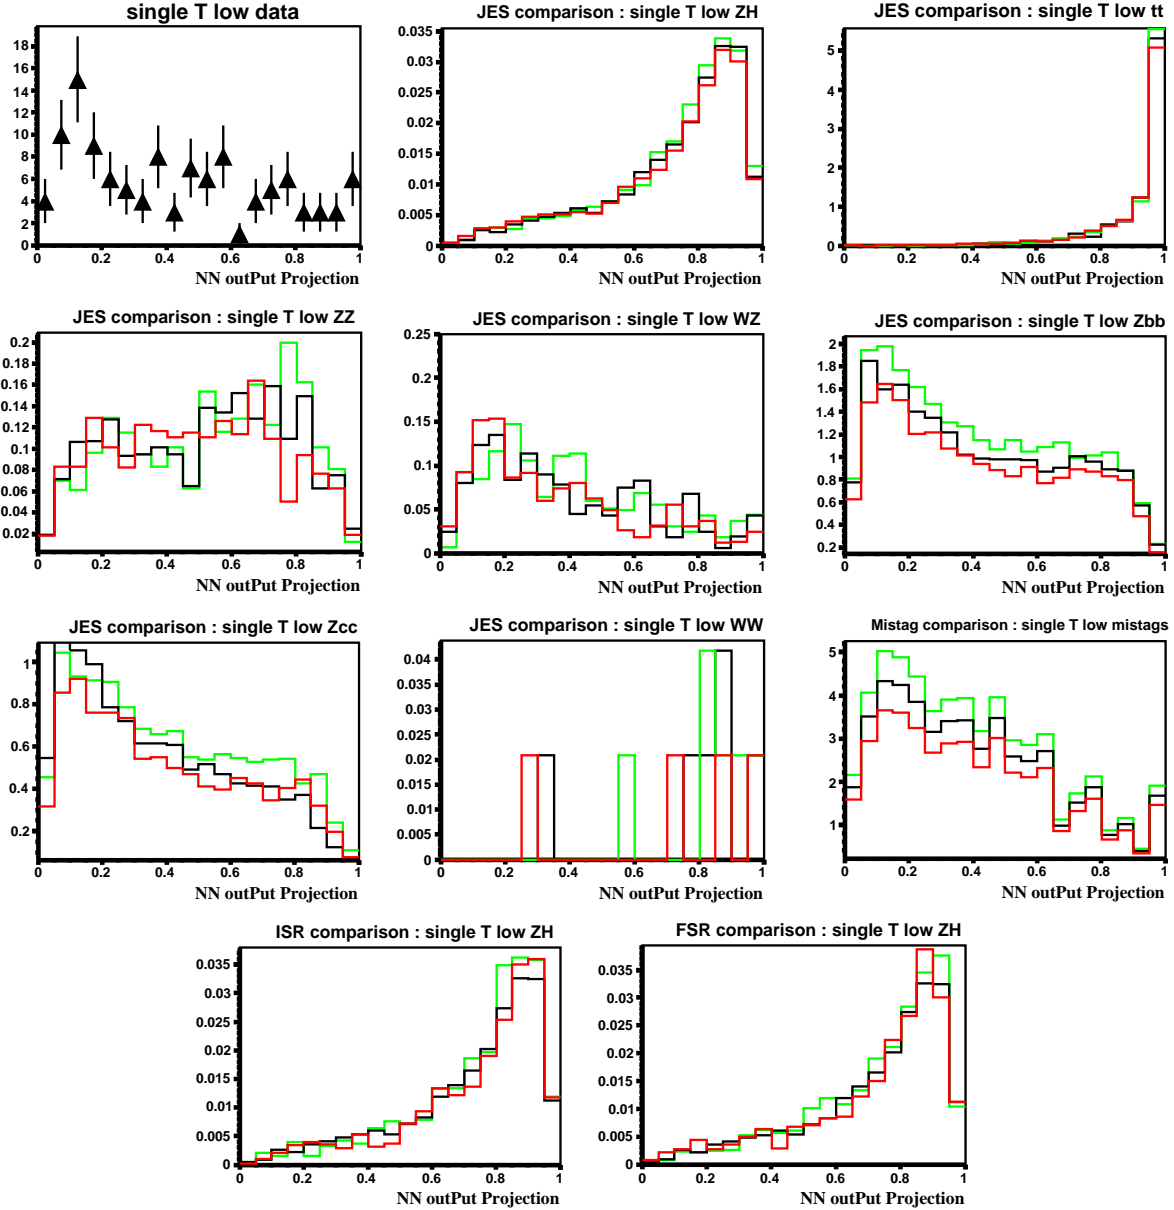 single T low data
JES comparison : single T low ZH
JES comparison : single T low tt
18
16
14
12
10
8
6
4
2
0
0 0.2 0.4 0.6 0.8 1
NN outPut Projection
0.035
0.03
0.025
0.02
0.015
0.01
0.005
0
0 0.2 0.4 0.6 0.8 1
NN outPut Projection
5
4
3
2
1
0
0 0.2 0.4 0.6 0.8 1
NN outPut Projection
JES comparison : single T low ZZ
JES comparison : single T low WZ
JES comparison : single T low Zbb
0.2
0.18
0.16
0.14
0.12
0.1
0.08
0.06
0.04
0.02
0 0.2 0.4 0.6 0.8 1
NN outPut Projection
0.25
0.2
0.15
0.1
0.05
0
0 0.2 0.4 0.6 0.8 1
NN outPut Projection
2
1.8
1.6
1.4
1.2
1
0.8
0.6
0.4
0.2
0 0.2 0.4 0.6 0.8 1
NN outPut Projection
JES comparison : single T low Zcc
JES comparison : single T low WW
Mistag comparison : single T low mistags
1
0.8
0.6
0.4
0.2
0 0.2 0.4 0.6 0.8 1
NN outPut Projection
0.04
0.035
0.03
0.025
0.02
0.015
0.01
0.005
0
0 0.2 0.4 0.6 0.8 1
NN outPut Projection
5
4
3
2
1
0 0.2 0.4 0.6 0.8 1
NN outPut Projection
ISR comparison : single T low ZH
FSR comparison : single T low ZH
0.035
0.03
0.025
0.02
0.015
0.01
0.005
0
0 0.2 0.4 0.6 0.8 1
NN outPut Projection
0.035
0.03
0.025
0.02
0.015
0.01
0.005
0
0 0.2 0.4 0.6 0.8 1
NN outPut Projection